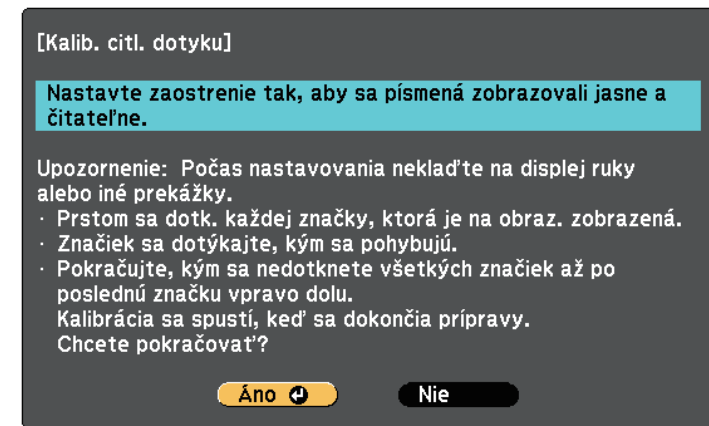 [Kalib. citl. dotyku]
Nastavte zaostrenie tak, aby sa písmená zobrazovali jasne a
čitateľne.
Upozornenie: Počas nastavovania neklaďte na displej ruky
alebo iné prekážky.
· Prstom sa dotk. každej značky, ktorá je na obraz. zobrazená.
· Značiek sa dotýkajte, kým sa pohybujú.
· Pokračujte, kým sa nedotknete všetkých značiek až po
poslednú značku vpravo dolu.
Kalibrácia sa spustí, keď sa dokončia prípravy.
Chcete pokračovať?
Áno Nie